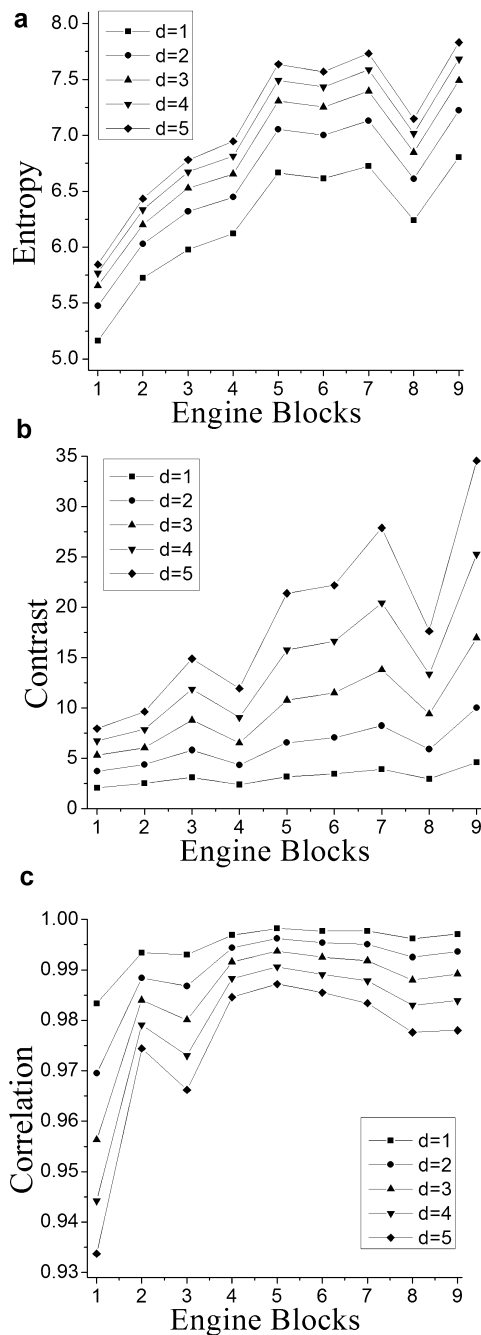 a
d=1
d=2
d=3
d=4
d=5
8.0
7.5
7.0
6.5
6.0
5.5
5.0
Entropy
1 2 3 4 5 6 7 8 9
Engine Blocks
b
d=1
d=2
d=3
d=4
d=5
35
30
25
20
15
10
5
0
Contrast
1 2 3 4 5 6 7 8 9
Engine Blocks
c
1.00
0.99
0.98
0.97
0.96
0.95
0.94
0.93
Correlation
d=1
d=2
d=3
d=4
d=5
1 2 3 4 5 6 7 8 9
Engine Blocks